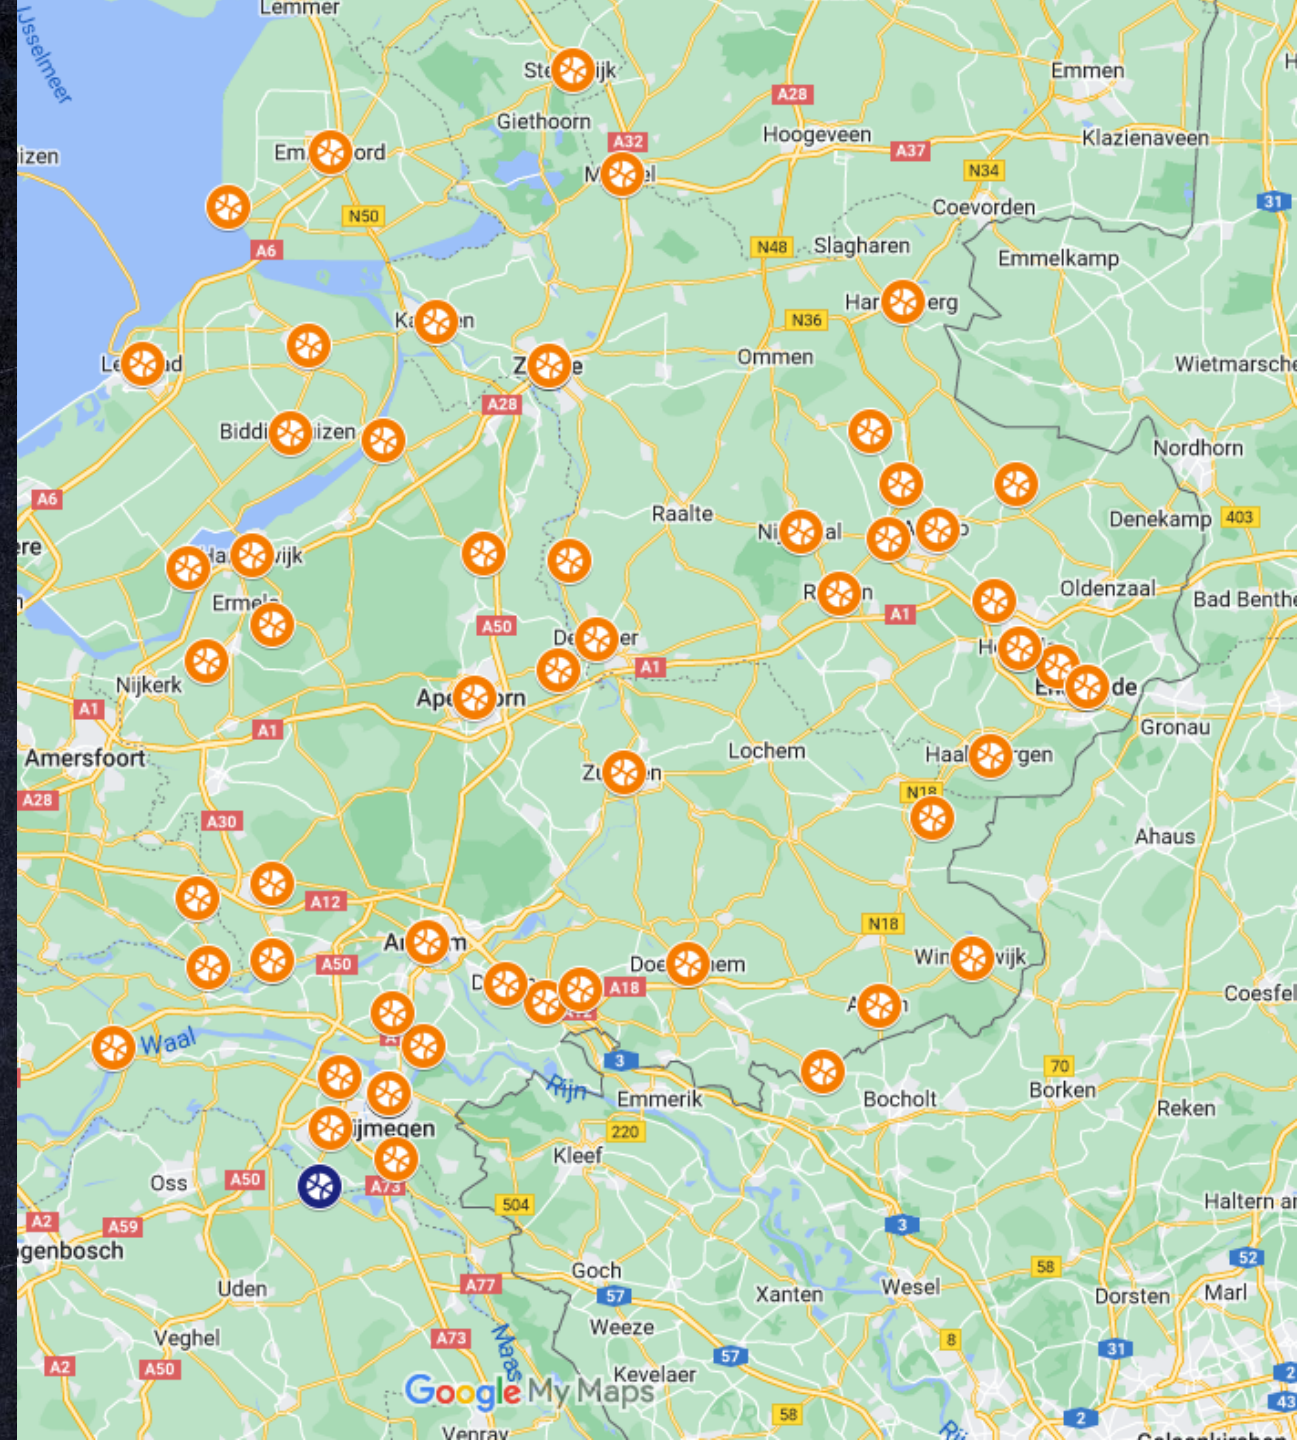 Lemmer
IJsselmeer
Emmen
A28
Giethoorn
Hoogeveen
A32
Klazienaveen
A37
izen
N34
31
Coevorden
N50
A6
N48
Slagharen
Emmelkamp
N36
Ommen
Wietmarsche
A28
Nordhorn
A6
Raalte
Denekamp
403
ere
Oldenzaal
Bad Benthe
A1
A50
A1
Nijkerk
A1
A1
Gronau
Lochem
Amersfoort
N18
A28
A30
Ahaus
A12
N18
A50
A18
Coesfel
Waal
3
70
Rijn
Emmerik
Borken
Bocholt
Reken
ijmegen
220
Kleef
Oss
A50
A73
504
Haltern ar
A2
A59
3
ogenbosch
52
Goch
58
Uden
A77
57
Xanten
Wesel
Dorsten
Marl
Weeze
Veghel
A73
Maas
8
31
A2
A50
57
Kevelaer
2
Google My Maps
43
58
2
Venray